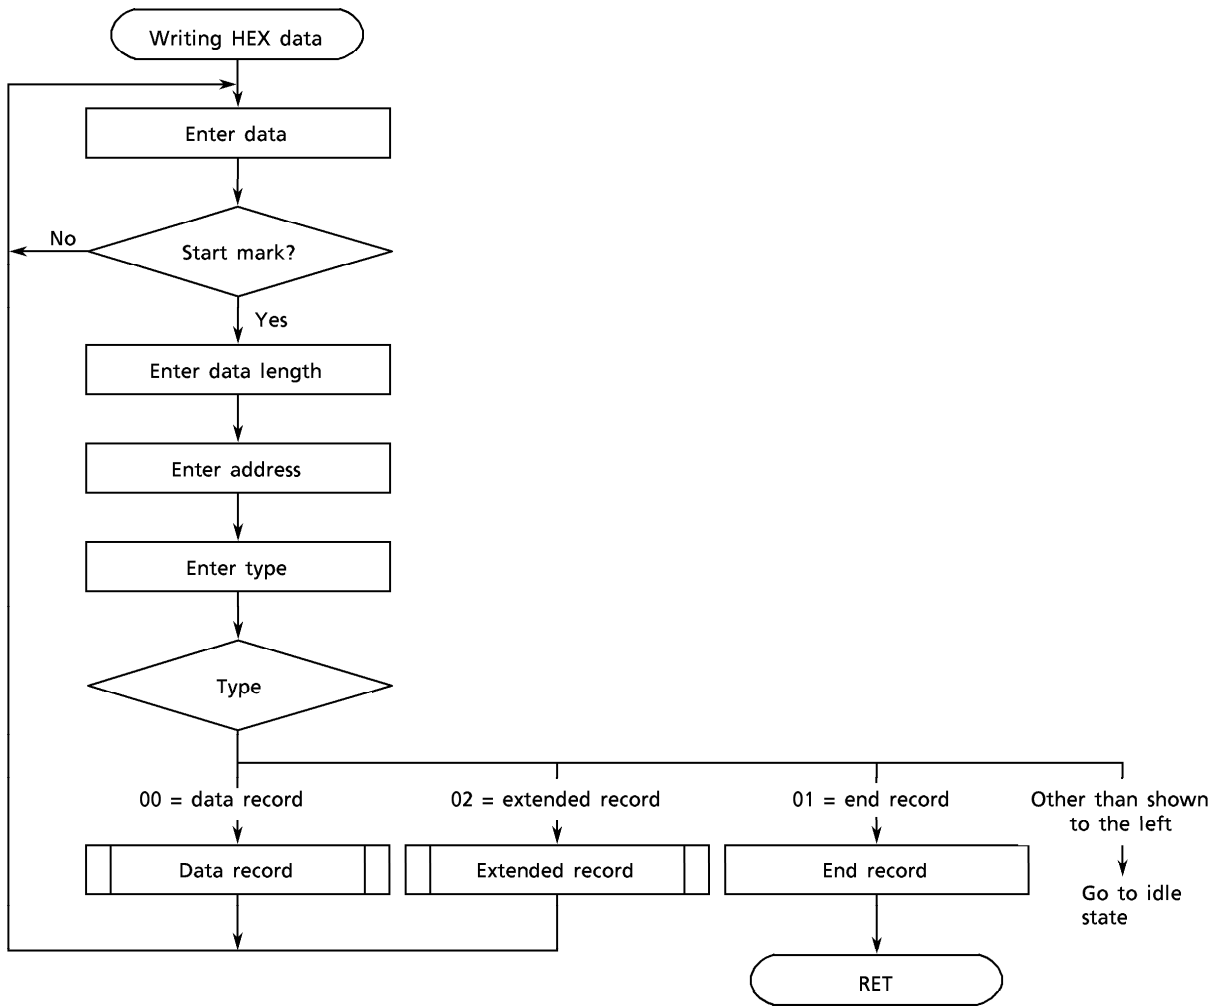 Writing HEX data
Enter data
No
Start mark?
Yes
Enter data length
Enter address
Enter type
Type
00 = data record
02 = extended record
01 = end record
Other than shown
to the left
Data record
Extended record
End record
Go to idle
state
RET